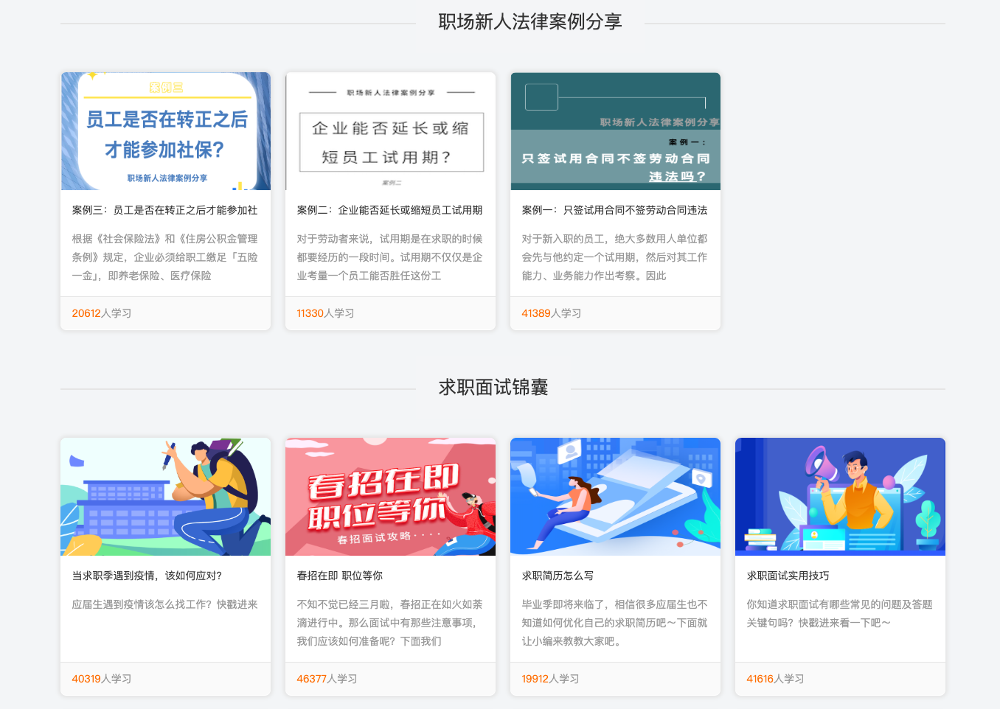 职场新人法律案例分享
案例三
员工是否在转正之后
才能参加社保?
职场新人法律案例分享
案例三：员工是否在转正之后才能参加社
根据《社会保险法》和《住房公积金管理
条例》规定，企业必须给职工缴足「五险
一金」，即养老保险、医疗保险
20612人学习
职场新人法律案例分享
企业能否延长或缩
短员工试用期?
案例二
案例二：企业能否延长或缩短员工试用期
对于劳动者来说，试用期是在求职的时候
都要经历的一段时间。试用期不仅仅是企
业考量一个员工能否胜任这份工
11330人学习
职场新人法律案例分享
案例一：
只签试用合同不签劳动合同
违法吗?
案例一：只签试用合同不签劳动合同违法
对于新入职的员工，绝大多数用人单位都
会先与他约定一个试用期，然后对其工作
能力、业务能力作出考察。因此
41389人学习
求职面试锦囊
当求职季遇到疫情，该如何应对?
应届生遇到疫情该怎么找工作？快戳进来
40319人学习
春招在即
职位等你
春招面试攻略····
春招在即 职位等你
不知不觉已经三月啦，春招正在如火如荼
滴进行中。那么面试中有那些注意事项，
我们应该如何准备呢？下面我们
46377人学习
求职简历怎么写
毕业季即将来临了，相信很多应届生也不
知道如何优化自己的求职简历吧～下面就
让小编来教教大家吧。
19912人学习
求职面试实用技巧
你知道求职面试有哪些常见的问题及答题
关键句吗？快戳进来看一下吧～
41616人学习